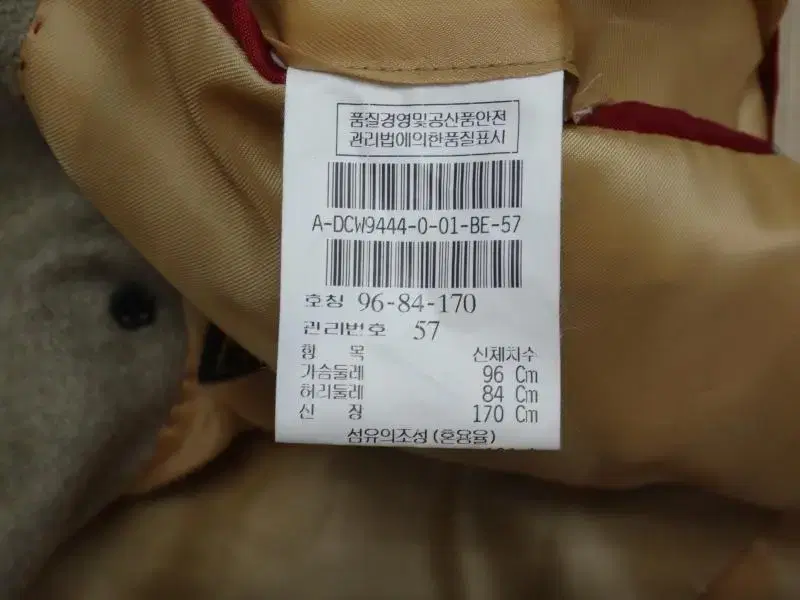 품질경영및공산품안전
관리법에의한품질표시
A-DCW9444-0-01-BE-57
호칭 96-84-170
관리번호 57
항 목 신체치수
가슴둘레 96 Cm
허리둘레 84 Cm
신 장 170 Cm
섬유의조성(혼용율)